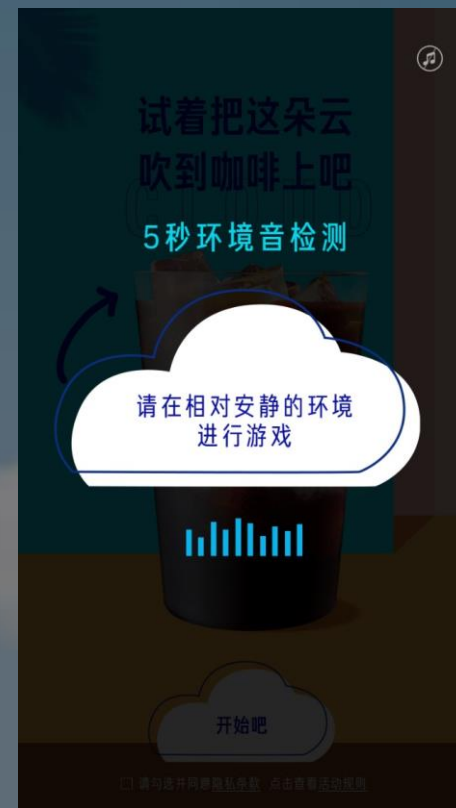 试着把这朵云
吹到咖啡上吧
CLOUD
5秒环境音检测
请在相对安静的环境
进行游戏
开始吧
请勾选并同意隐私条款 点击查看活动规则